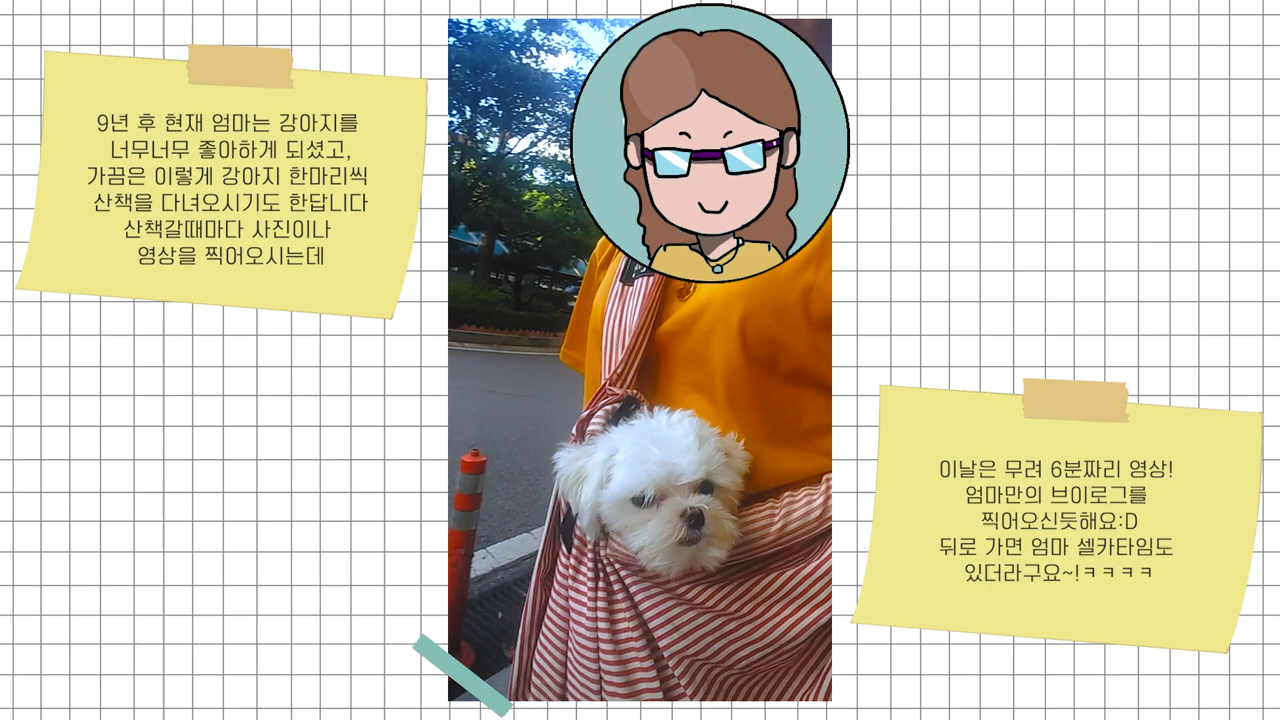 9년 후 현재 엄마는 강아지를
너무너무 좋아하게 되셨고,
가끔은 이렇게 강아지 한마리씩
산책을 다녀오시기도 한답니다
산책갈때마다 사진이나
영상을 찍어오시는데
이날은 무려 6분짜리 영상!
엄마만의 브이로그를
찍어오신듯해요:D
뒤로 가면 엄마 셀카타임도
있더라구요~!ㅋㅋㅋㅋ